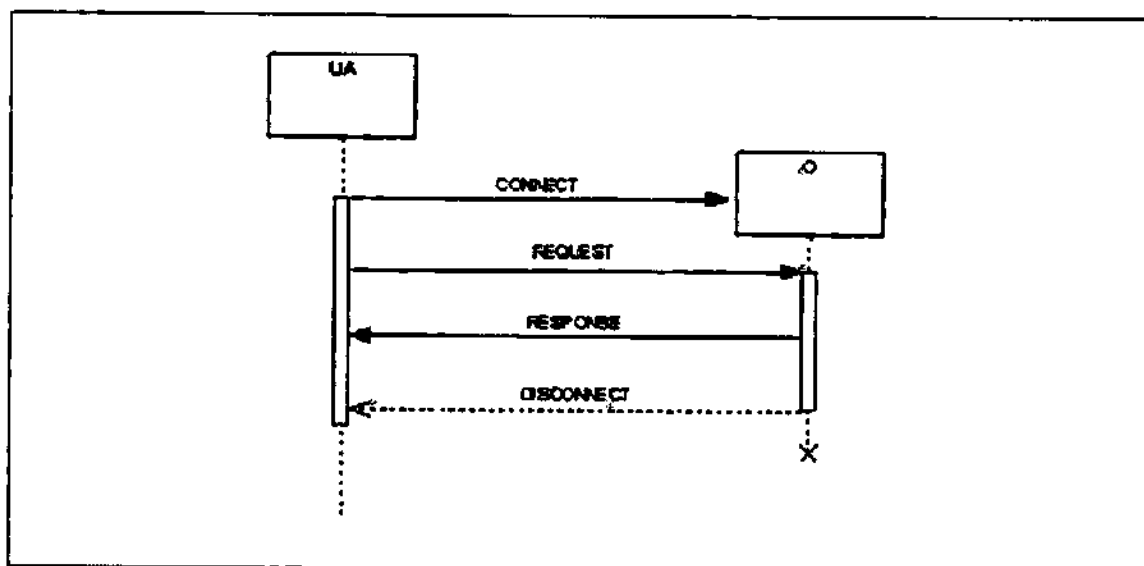 UA
O
CONNECT
REQUEST
RESPONSE
DISCONNECT